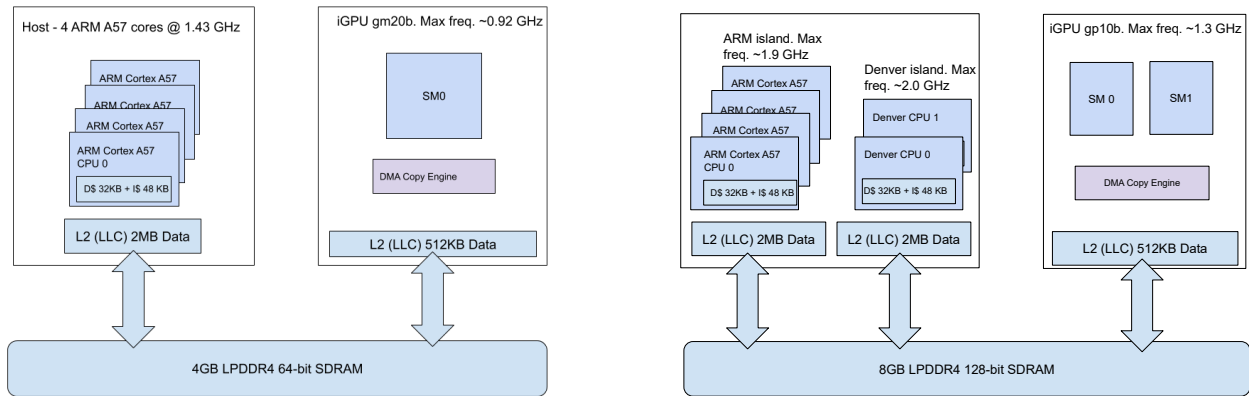 Host - 4 ARM A57 cores @ 1.43 GHz
ARM Cortex A57
ARM Cortex A57
ARM Cortex A57
ARM Cortex A57
CPU 0
D$ 32KB + I$ 48 KB
L2 (LLC) 2MB Data
iGPU gm20b. Max freq. ~0.92 GHz
SM0
DMA Copy Engine
L2 (LLC) 512KB Data
4GB LPDDR4 64-bit SDRAM
ARM island. Max
freq. ~1.9 GHz
ARM Cortex A57
ARM Cortex A57
ARM Cortex A57
ARM Cortex A57
CPU 0
D$ 32KB + I$ 48 KB
L2 (LLC) 2MB Data
Denver island. Max
freq. ~2.0 GHz
Denver CPU 1
Denver CPU 0
D$ 32KB + I$ 48 KB
L2 (LLC) 2MB Data
iGPU gp10b. Max freq. ~1.3 GHz
SM 0
SM1
DMA Copy Engine
L2 (LLC) 512KB Data
8GB LPDDR4 128-bit SDRAM